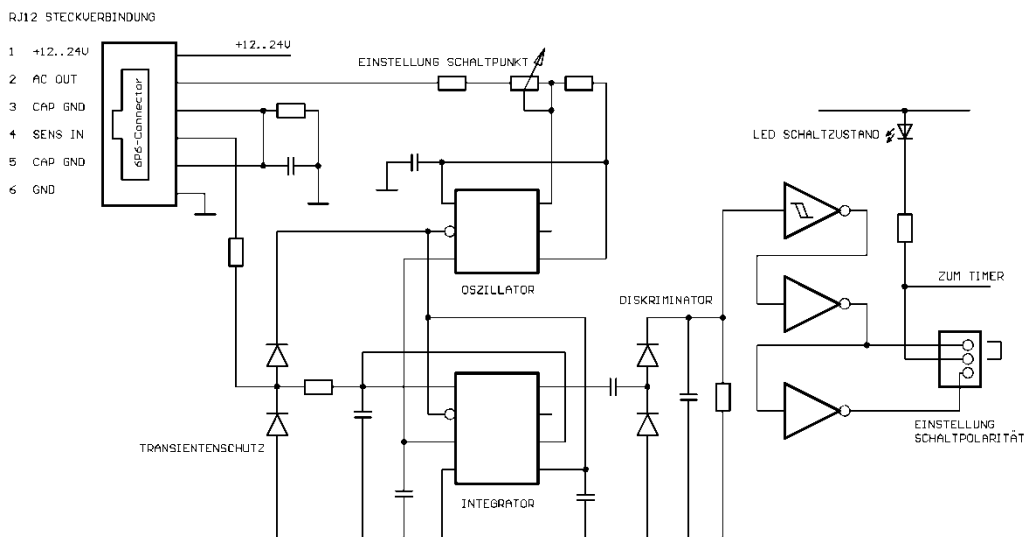 RJ12 STECKVERBINDUNG
1 +12..24V
2 AC OUT
3 CAP GND
4 SENS IN
5 CAP GND
6 GND
6P6-Connector
+12..24V
EINSTELLUNG SCHALTPUNKT
LED SCHALTZUSTAND
OSZILLATOR
ZUM TIMER
DISKRIMINATOR
TRANSIENTENSCHUTZ
INTEGRATOR
EINSTELLUNG
SCHALTPOLARITÄT